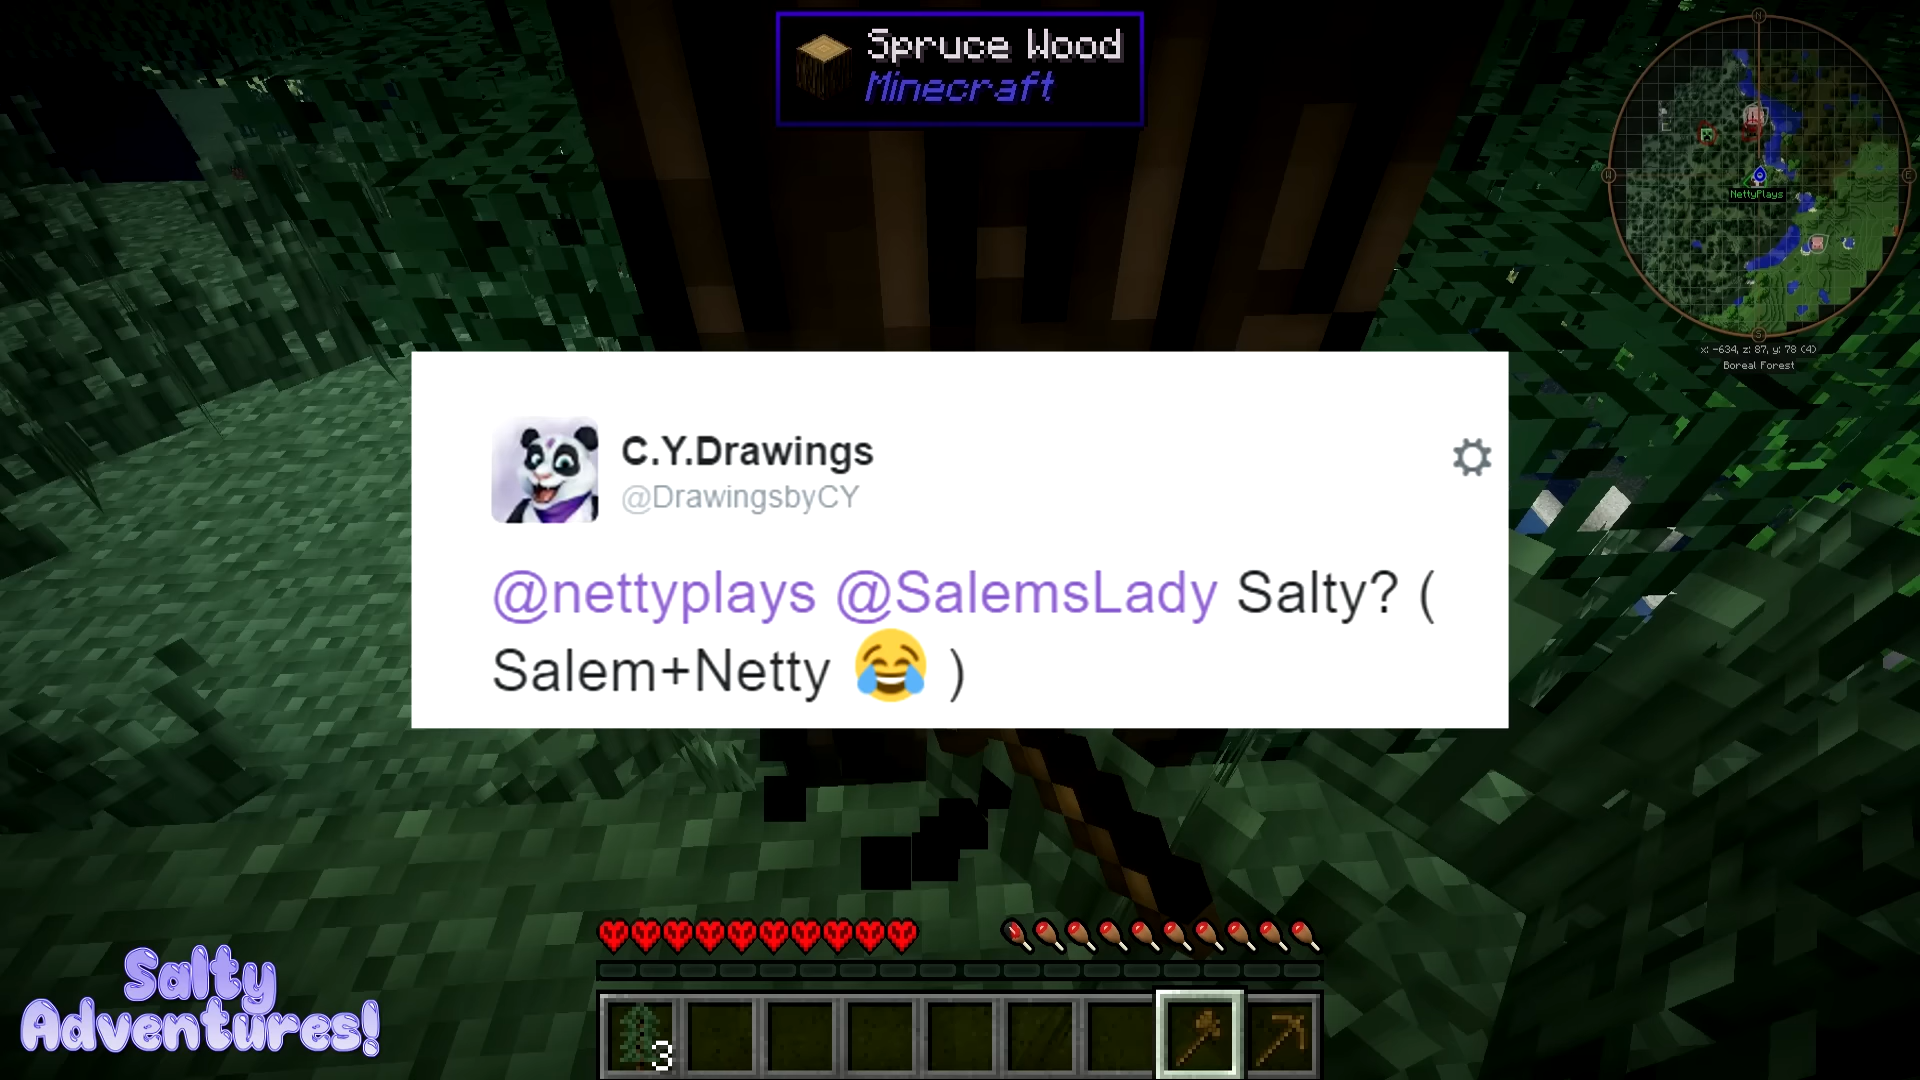 Spruce Wood
Minecraft
N
W
E
NettyPlays
S
x: -634, z: 87, y: 78 (4)
Boreal Forest
C.Y.Drawings
@DrawingsbyCY
@nettyplays @SalemsLady Salty? (
Salem+Netty 😂 )
Salty
Adventures!
3